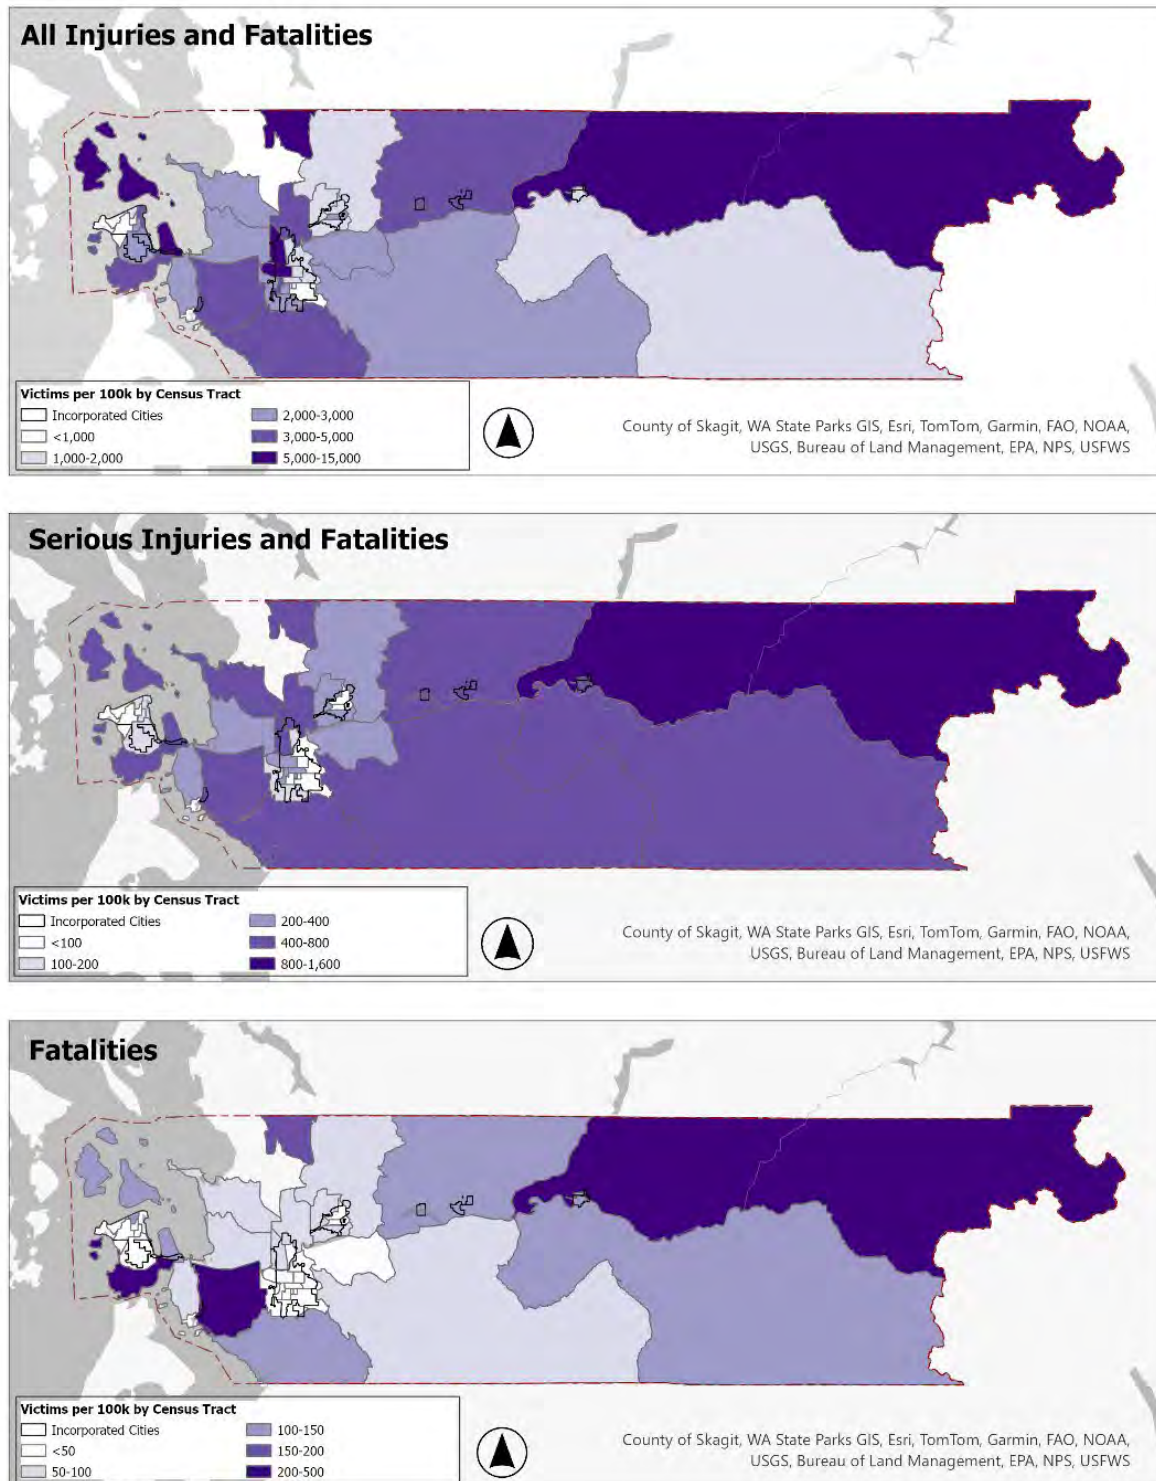 All Injuries and Fatalities
Victims per 100k by Census Tract
Incorporated Cities
<1,000
1,000-2,000
2,000-3,000
3,000-5,000
5,000-15,000
County of Skagit, WA State Parks GIS, Esri, TomTom, Garmin, FAO, NOAA,
USGS, Bureau of Land Management, EPA, NPS, USFWS
Serious Injuries and Fatalities
Victims per 100k by Census Tract
Incorporated Cities
<100
100-200
200-400
400-800
800-1,600
County of Skagit, WA State Parks GIS, Esri, TomTom, Garmin, FAO, NOAA,
USGS, Bureau of Land Management, EPA, NPS, USFWS
Fatalities
Victims per 100k by Census Tract
Incorporated Cities
<50
50-100
100-150
150-200
200-500
County of Skagit, WA State Parks GIS, Esri, TomTom, Garmin, FAO, NOAA,
USGS, Bureau of Land Management, EPA, NPS, USFWS